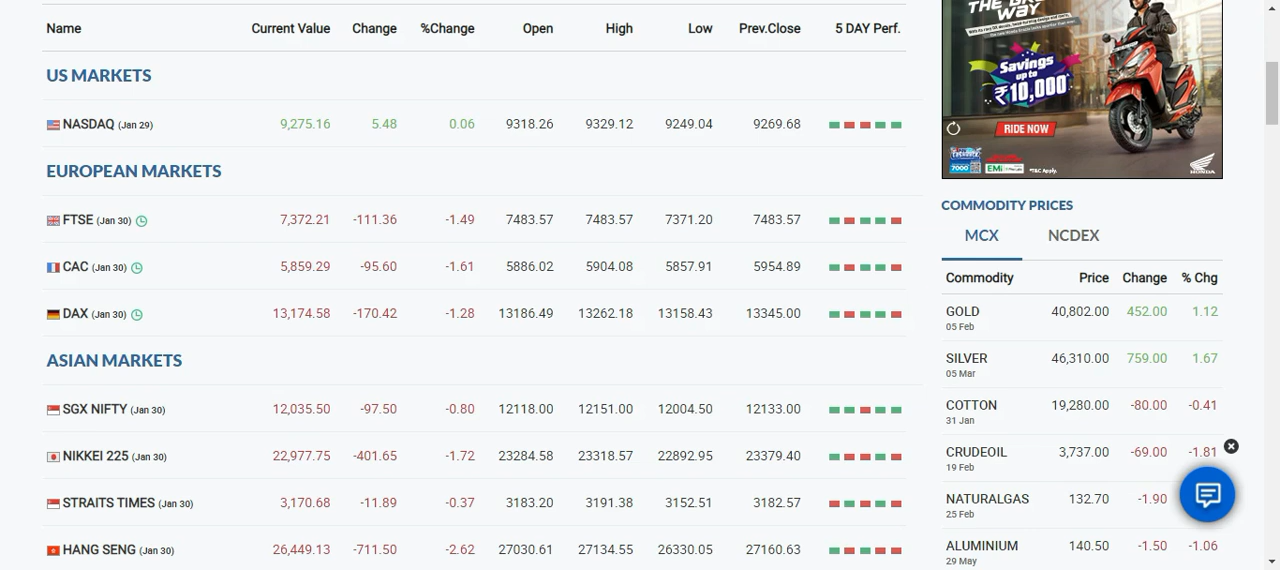 Name Current Value Change %Change Open High Low Prev.Close 5 DAY Perf.
US MARKETS
NASDAQ (Jan 29) 9,275.16 5.48 0.06 9318.26 9329.12 9249.04 9269.68
EUROPEAN MARKETS
FTSE (Jan 30) 7,372.21 -111.36 -1.49 7483.57 7483.57 7371.20 7483.57
CAC (Jan 30) 5,859.29 -95.60 -1.61 5886.02 5904.08 5857.91 5954.89
DAX (Jan 30) 13,174.58 -170.42 -1.28 13186.49 13262.18 13158.43 13345.00
ASIAN MARKETS
SGX NIFTY (Jan 30) 12,035.50 -97.50 -0.80 12118.00 12151.00 12004.50 12133.00
NIKKEI 225 (Jan 30) 22,977.75 -401.65 -1.72 23284.58 23318.57 22892.95 23379.40
STRAITS TIMES (Jan 30) 3,170.68 -11.89 -0.37 3183.20 3191.38 3152.51 3182.57
HANG SENG (Jan 30) 26,449.13 -711.50 -2.62 27030.61 27134.55 26330.05 27160.63
THE
WAY
Savings
up to
₹10,000
RIDE NOW
7000
EMI
*T&C Apply.
HONDA
COMMODITY PRICES
MCX NCDEX
Commodity Price Change % Chg
GOLD 40,802.00 452.00 1.12
05 Feb
SILVER 46,310.00 759.00 1.67
05 Mar
COTTON 19,280.00 -80.00 -0.41
31 Jan
CRUDEOIL 3,737.00 -69.00 -1.81
19 Feb
NATURALGAS 132.70 -1.90
25 Feb
ALUMINIUM 140.50 -1.50 -1.06
29 May